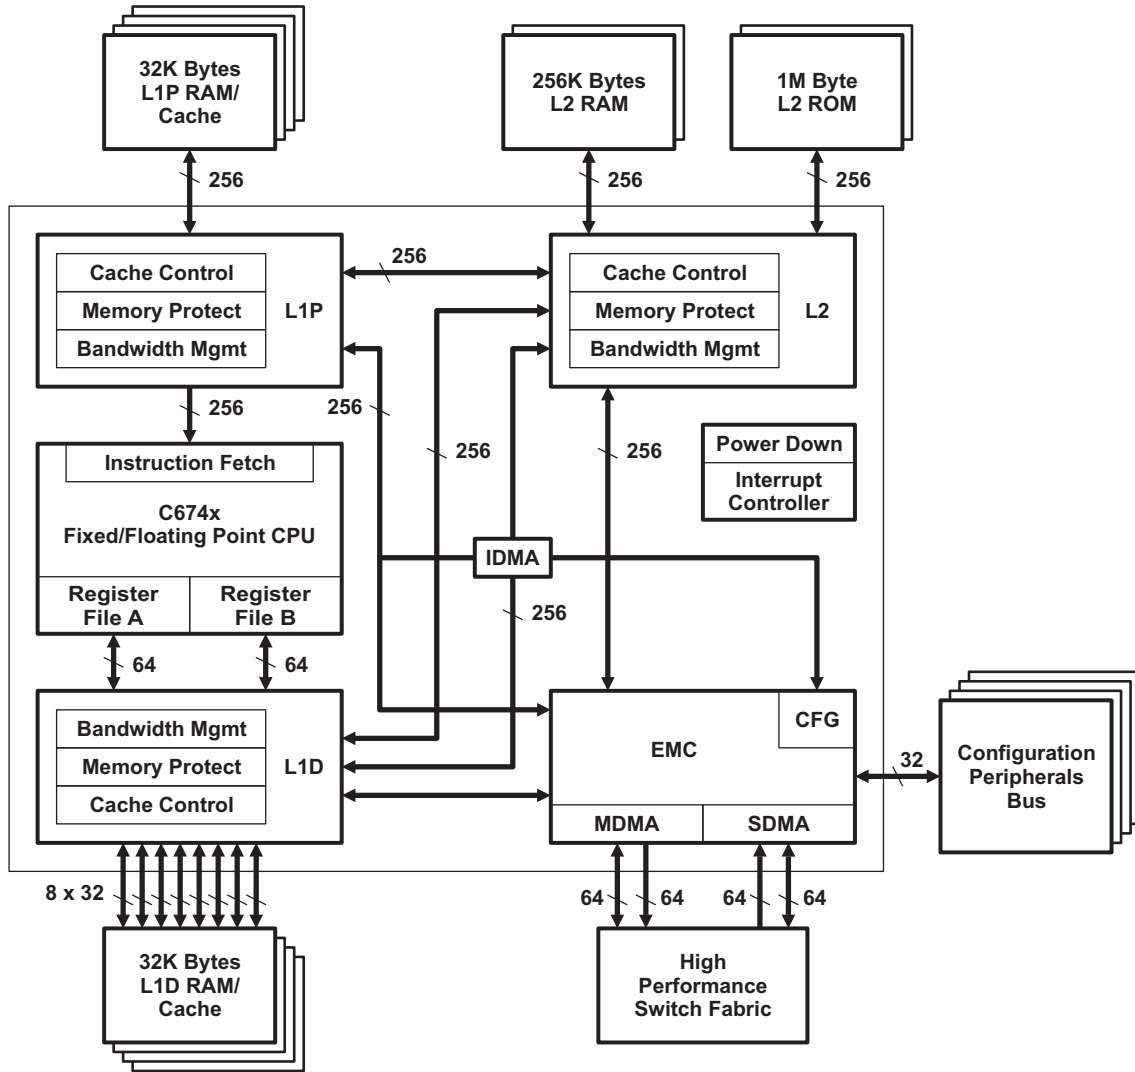 32K Bytes
L1P RAM/
Cache
256K Bytes
L2 RAM
1M Byte
L2 ROM
256
256
256
Cache Control
Memory Protect
Bandwidth Mgmt
L1P
256
Cache Control
Memory Protect
Bandwidth Mgmt
L2
256
256
256
256
Power Down
Interrupt
Controller
Instruction Fetch
C674x
Fixed/Floating Point CPU
Register
File A
Register
File B
IDMA
256
64
64
Bandwidth Mgmt
Memory Protect
Cache Control
L1D
EMC
CFG
MDMA
SDMA
32
Configuration
Peripherals
Bus
8 x 32
64
64
64
64
32K Bytes
L1D RAM/
Cache
High
Performance
Switch Fabric